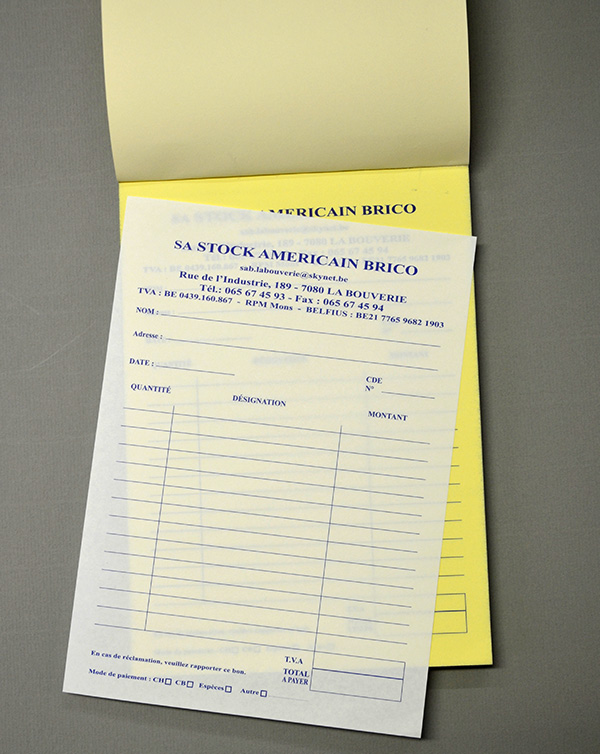 AMERICAIN BRICO
SA STOCK AMERICAIN BRICO
sab.labouverie@skynet.be
Rue de l'Industrie, 189 - 7080 LA BOUVERIE
Tél.: 065 67 45 93 - Fax : 065 67 45 94
TVA : BE 0439.160.867 - RPM Mons - BELFIUS : BE21 7765 9682 1903
NOM :
Adresse :
DATE :
CDE
N°
QUANTITÉ DÉSIGNATION MONTANT
En cas de réclamation, veuillez rapporter ce bon.
T.V.A
TOTAL
A PAYER
Mode de paiement : CH CB Espèces Autre